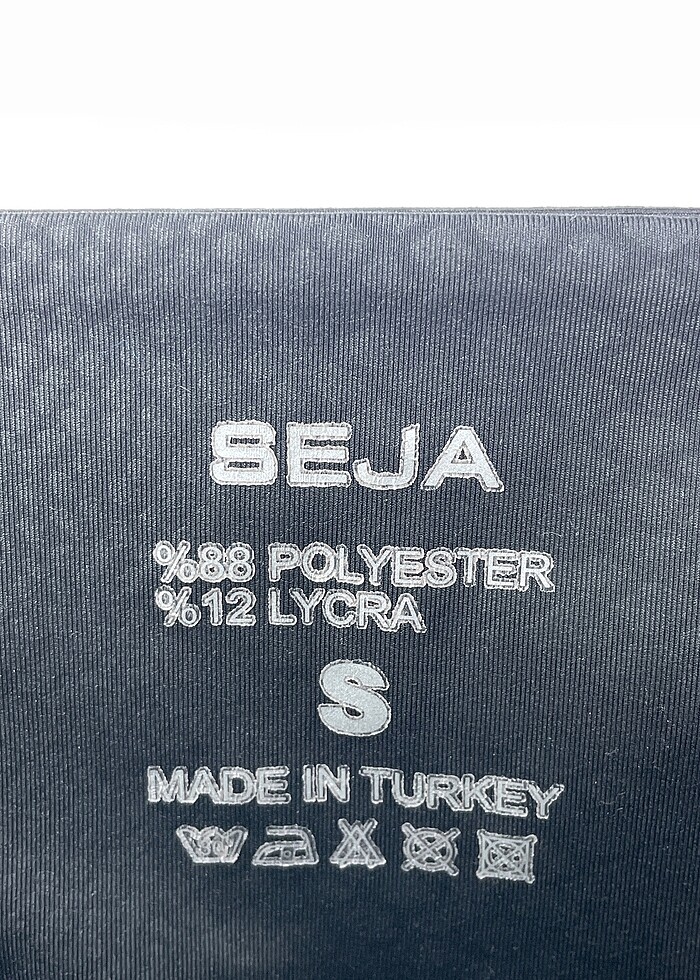 SEJA
%88 POLYESTER
%12 LYCRA
S
MADE IN TURKEY